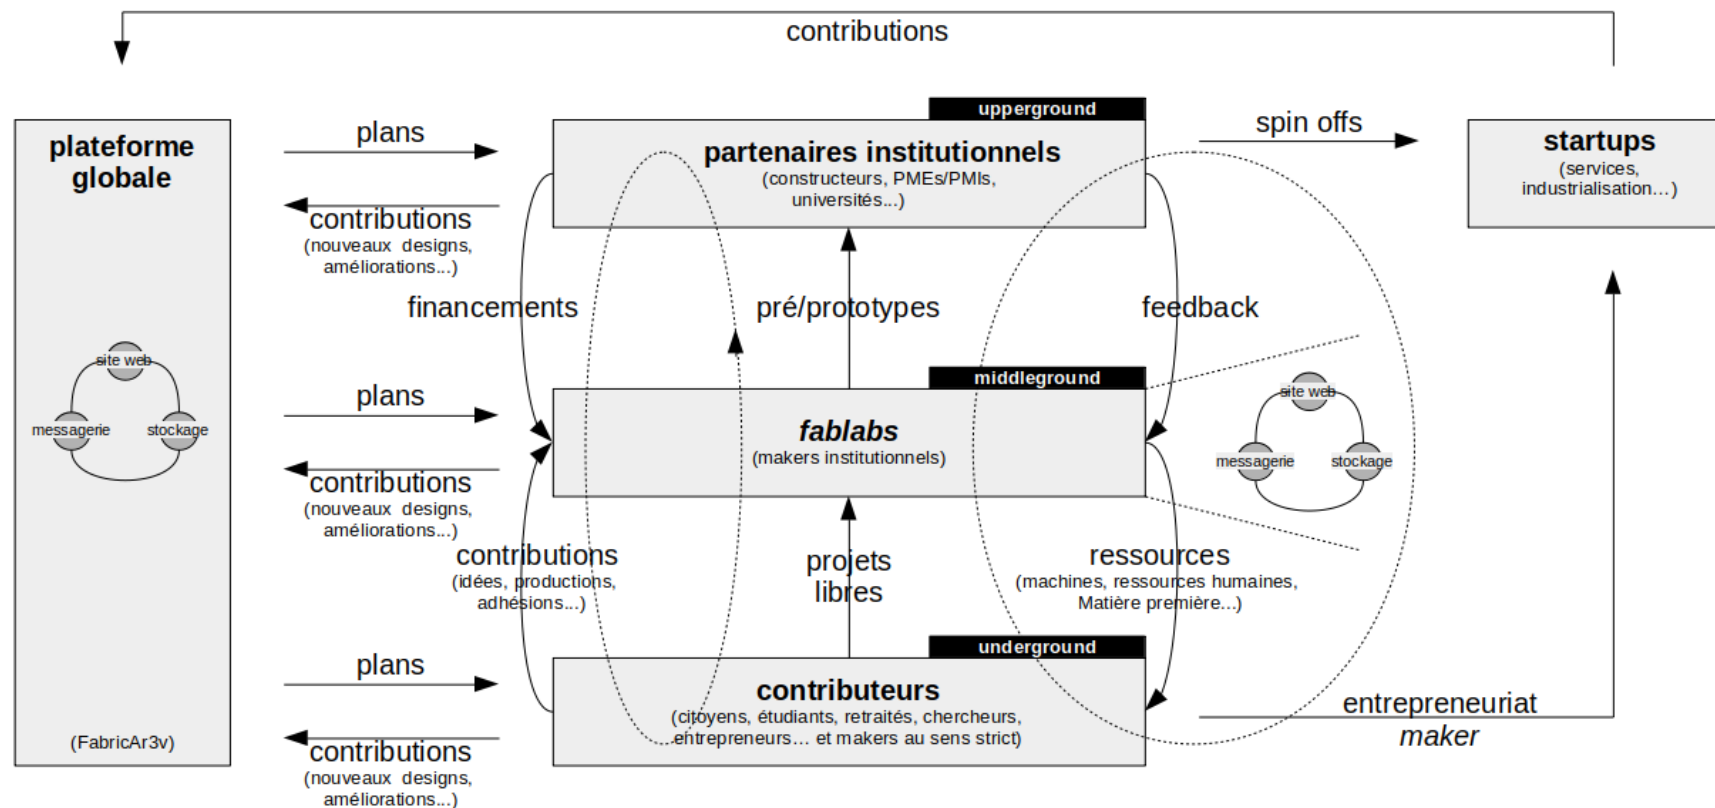 contributions
plateforme
globale
site web
messagerie
stockage
(FabricAr3v)
plans
contributions
(nouveaux designs,
améliorations...)
plans
contributions
(nouveaux designs,
améliorations...)
plans
contributions
(nouveaux designs,
améliorations...)
upperground
partenaires institutionnels
(constructeurs, PMEs/PMIs,
universités...)
financements
pré/prototypes
feedback
middleground
fablabs
(makers institutionnels)
contributions
(idées, productions,
adhésions...)
projets
libres
ressources
(machines, ressources humaines,
Matière première...)
underground
contributeurs
(citoyens, étudiants, retraités, chercheurs,
entrepreneurs... et makers au sens strict)
spin offs
startups
(services,
industrialisation...)
site web
messagerie
stockage
entrepreneuriat
maker